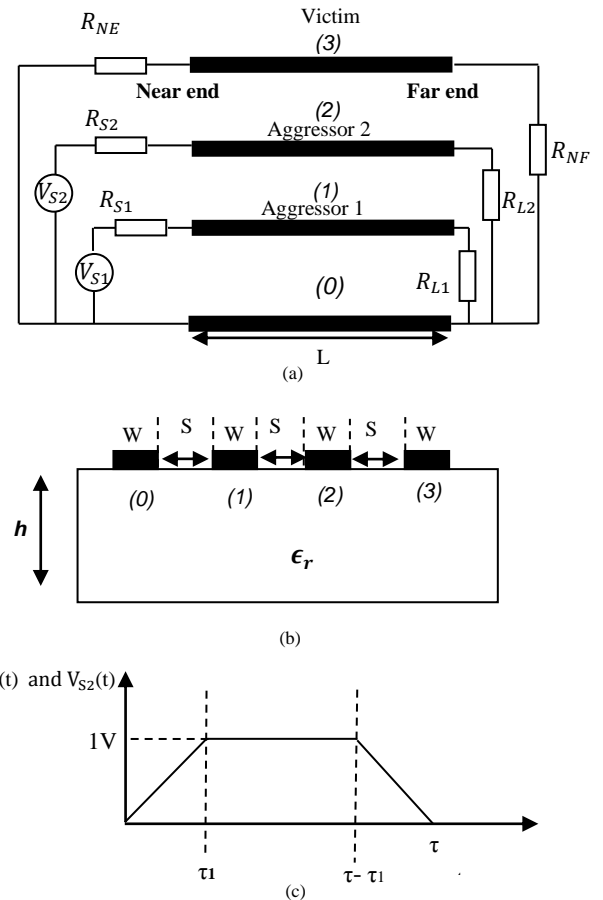 R_NE
Victim
(3)
Near end
Far end
R_S2
(2)
Aggressor 2
R_NF
V_S2
R_S1
(1)
Aggressor 1
R_L2
V_S1
R_L1
(0)
L
(a)
W S W S W S W
(0) (1) (2) (3)
h
ϵ_r
(b)
(t) and V_S2(t)
1V
τ1 τ- τ1 τ
(c)